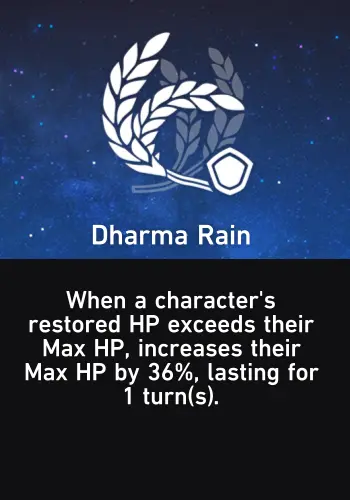 Dharma Rain
When a character's
restored HP exceeds their
Max HP, increases their
Max HP by 36%, lasting for
1 turn(s).